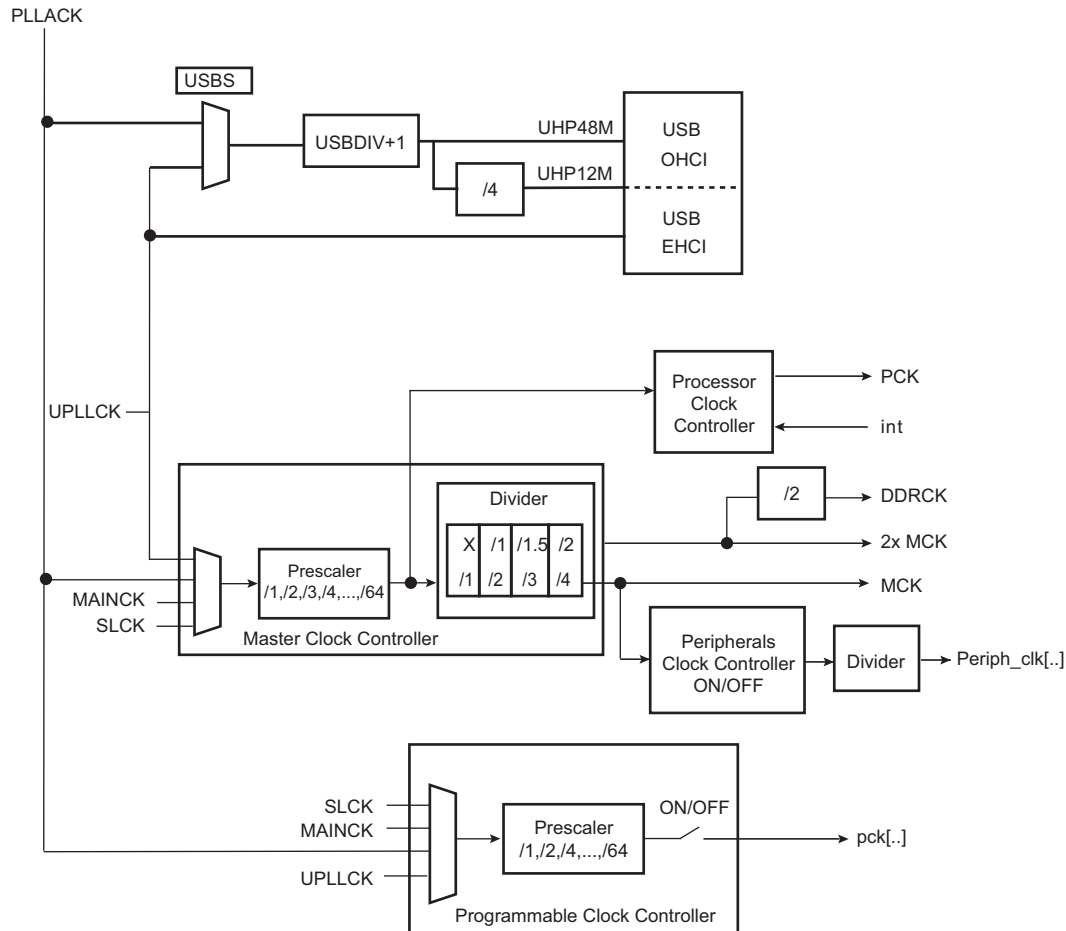 PLLACK
USBS
USBDIV+1
UHP48M
/4
UHP12M
USB
OHCI
USB
EHCI
UPLLCK
Processor
Clock
Controller
PCK
int
/2
DDRCK
2x MCK
MCK
Divider
X /1 /1.5 /2
/1 /2 /3 /4
Prescaler
/1,/2,/3,/4,...,/64
MAINCK
SLCK
Master Clock Controller
Peripherals
Clock Controller
ON/OFF
Divider
Periph_clk[..]
SLCK
MAINCK
UPLLCK
Prescaler
/1,/2,/4,...,/64
ON/OFF
pck[..]
Programmable Clock Controller